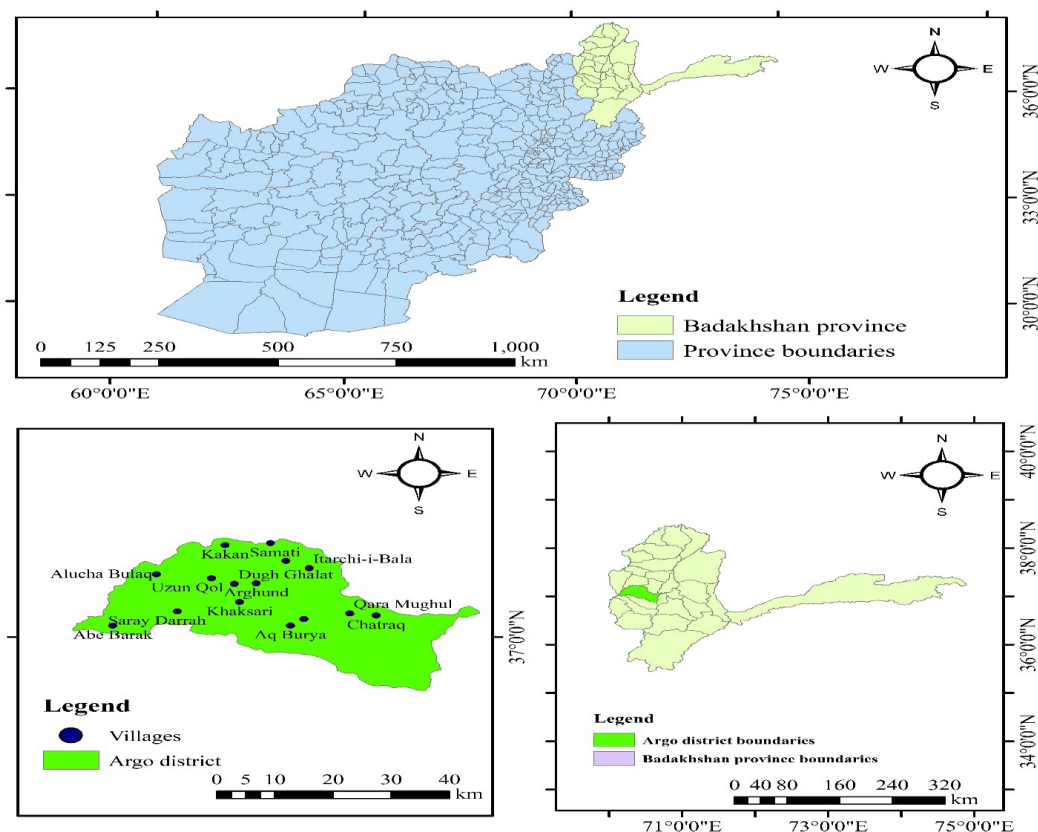 N
W E
S
36°0'0"N
33°0'0"N
30°0'0"N
Legend
Badakhshan province
Province boundaries
0 125 250 500 750 1,000
km
60°0'0"E 65°0'0"E 70°0'0"E 75°0'0"E
N
W E
S
Kakan Samati
Itarchi-i-Bala
Alucha Bulaq
Uzun Qol Dugh Ghalat
Arghund
Khaksari Qara Mughul
Saray Darrah Chatraq
Abe Barak Aq Burya
37°0'0"N
Legend
Villages
Argo district
0 5 10 20 30 40
km
N
W E
S
40°0'0"N
38°0'0"N
36°0'0"N
34°0'0"N
Legend
Argo district boundaries
Badakhshan province boundaries
0 40 80 160 240 320
km
71°0'0"E 73°0'0"E 75°0'0"E